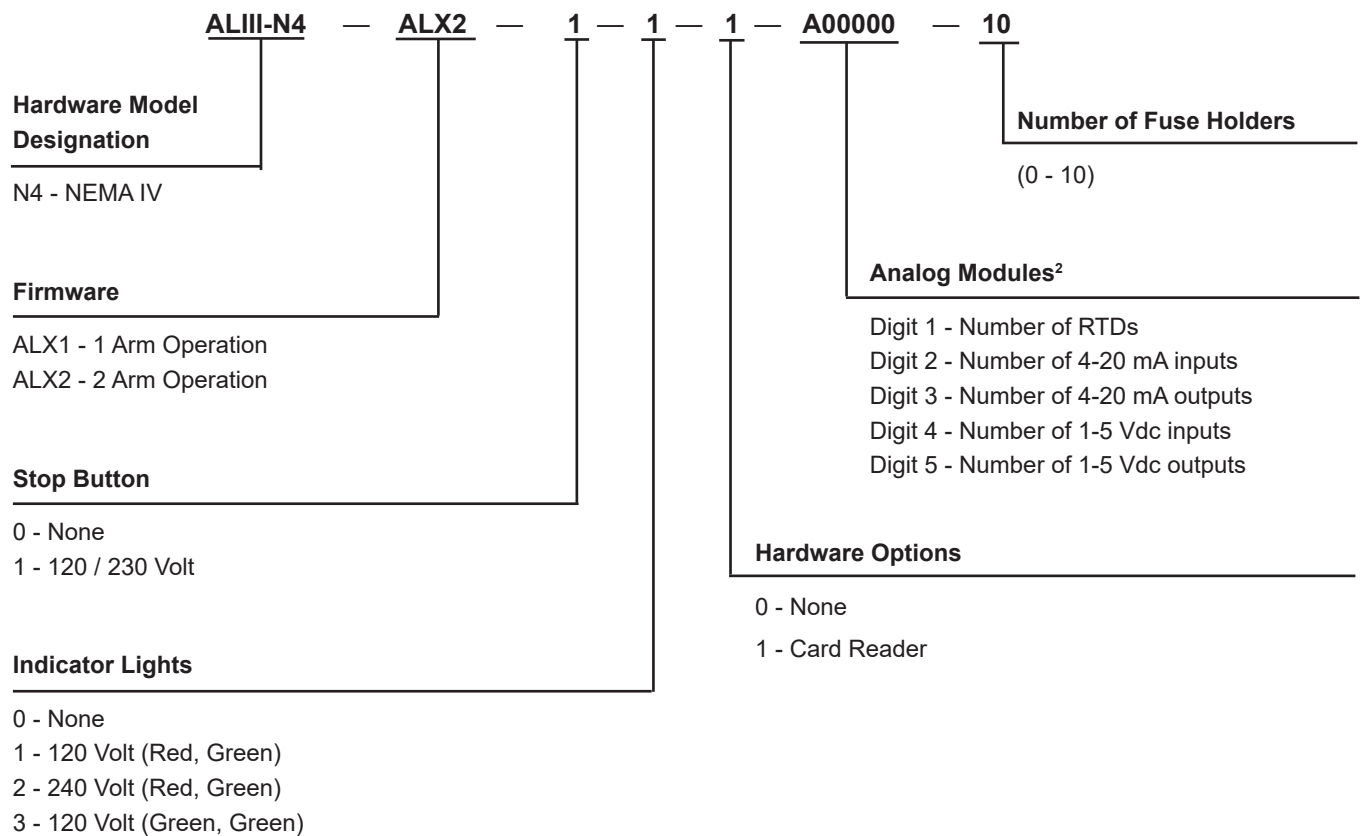 ALIII-N4 — ALX2 — 1 — 1 — 1 — A00000 — 10
Hardware Model
Designation
N4 - NEMA IV
Firmware
ALX1 - 1 Arm Operation
ALX2 - 2 Arm Operation
Stop Button
0 - None
1 - 120 / 230 Volt
Indicator Lights
0 - None
1 - 120 Volt (Red, Green)
2 - 240 Volt (Red, Green)
3 - 120 Volt (Green, Green)
Number of Fuse Holders
(0 - 10)
Analog Modules²
Digit 1 - Number of RTDs
Digit 2 - Number of 4-20 mA inputs
Digit 3 - Number of 4-20 mA outputs
Digit 4 - Number of 1-5 Vdc inputs
Digit 5 - Number of 1-5 Vdc outputs
Hardware Options
0 - None
1 - Card Reader